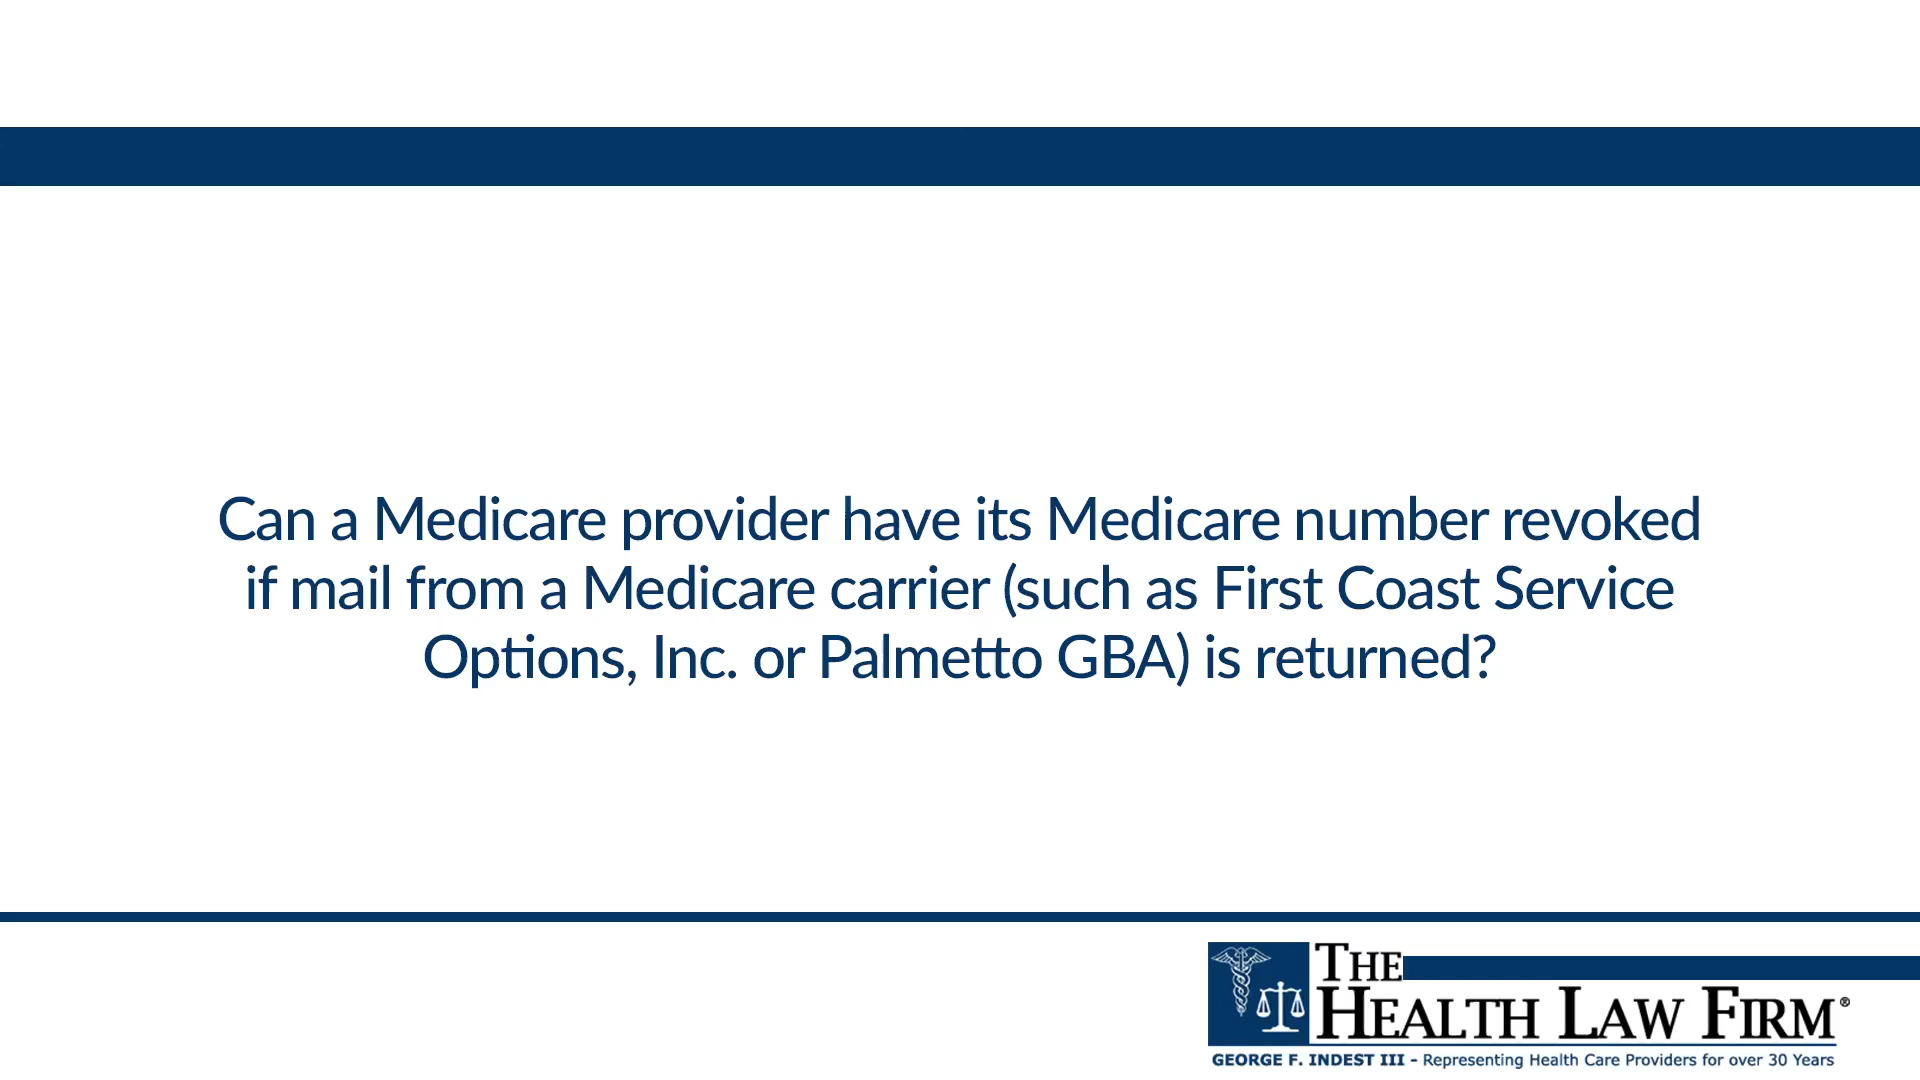 Can a Medicare provider have its Medicare number revoked
if mail from a Medicare carrier (such as First Coast Service
Options, Inc. or Palmetto GBA) is returned?
THE
HEALTH LAW FIRM®
GEORGE F. INDEST III - Representing Health Care Providers for over 30 Years